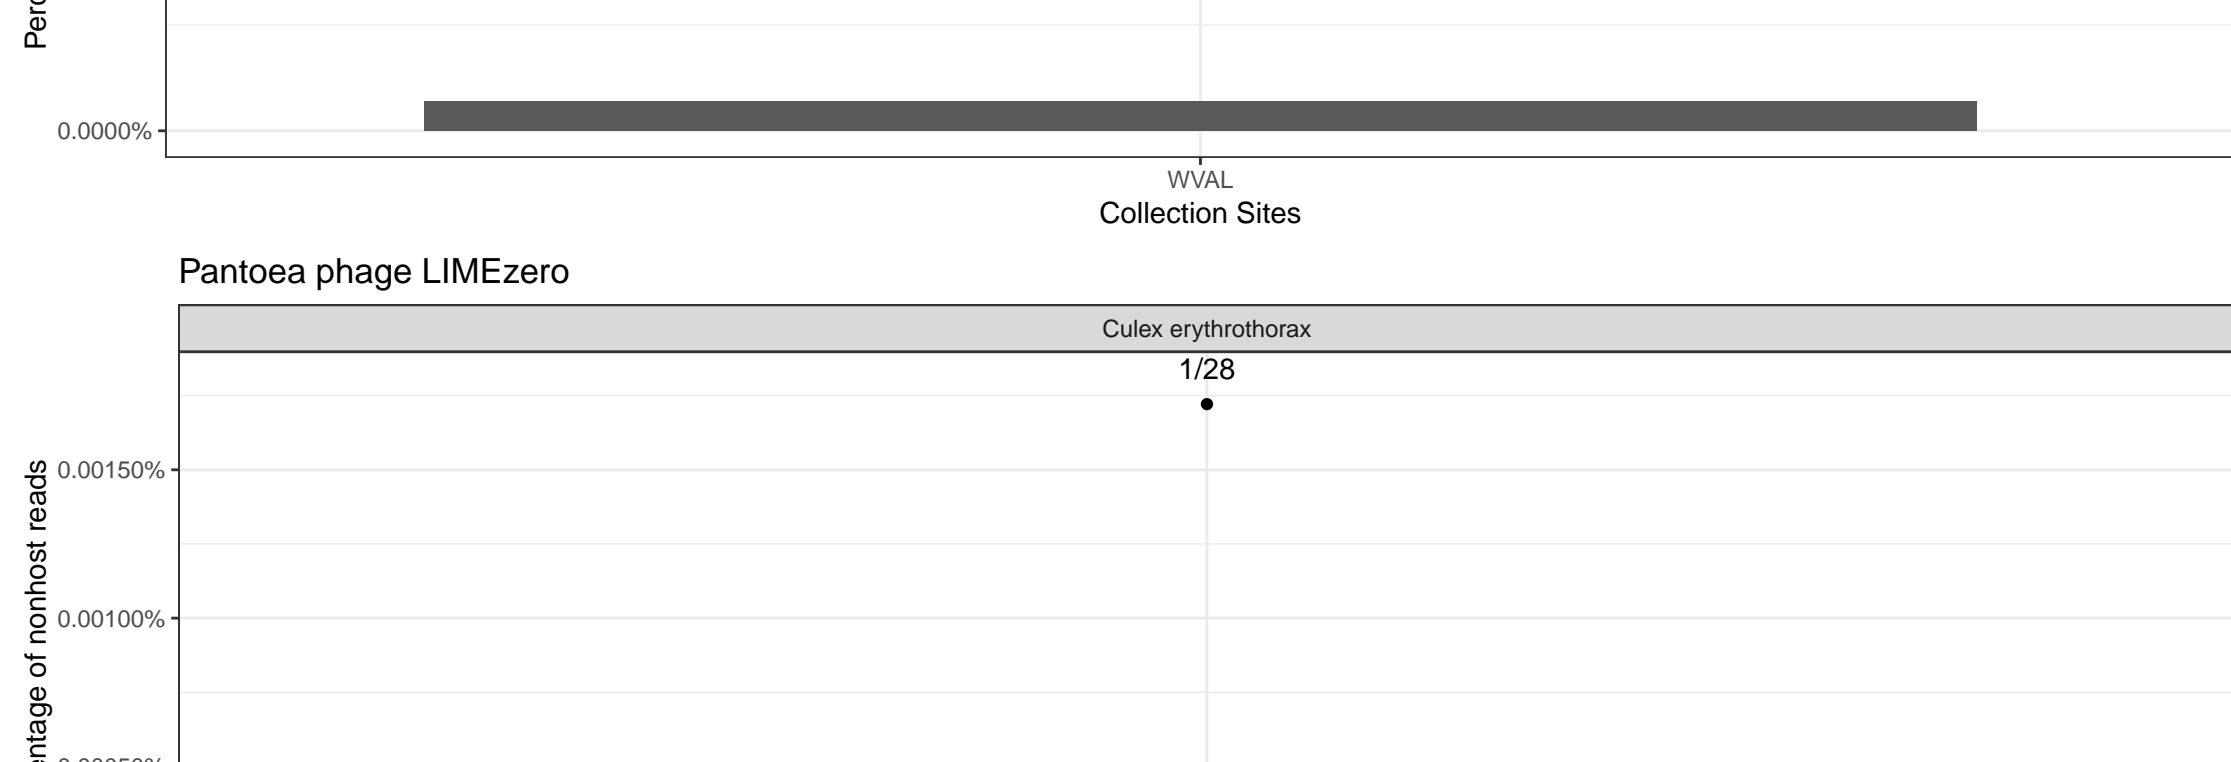 0.0000%
WVAL
Collection Sites
Pantoea phage LIMEzero
Culex erythrothorax
1/28
0.00150%
0.00100%
of nonhost reads